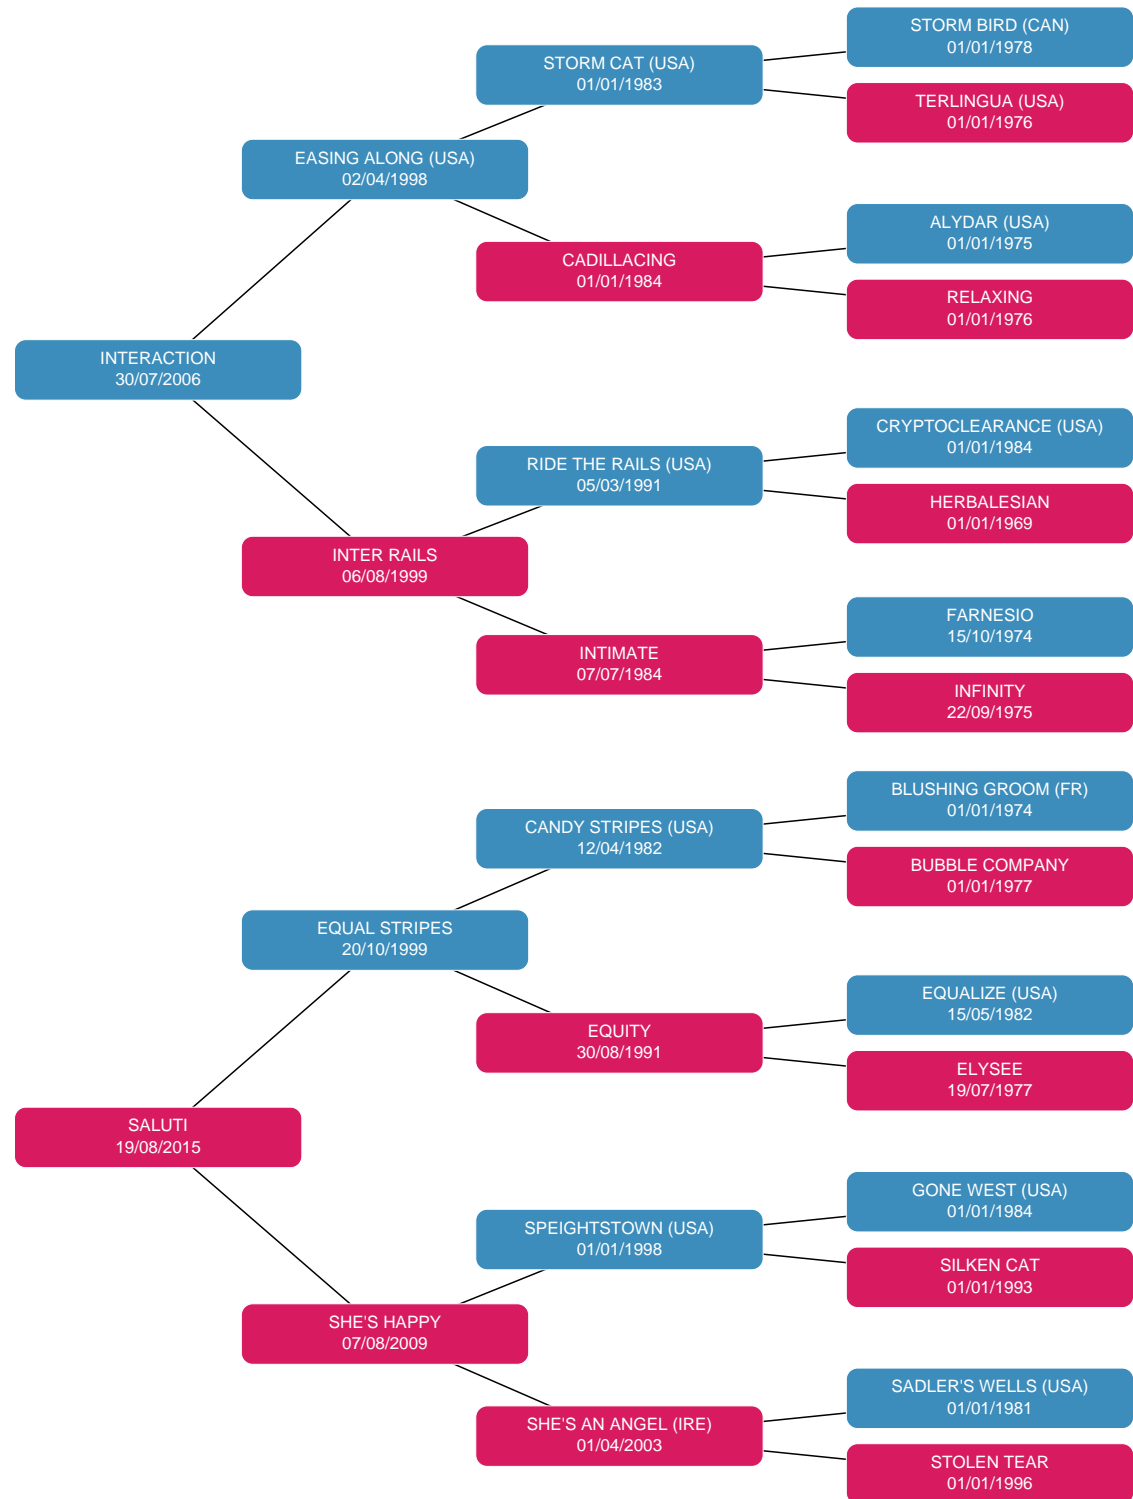 STORM BIRD (CAN)
01/01/1978
STORM CAT (USA)
01/01/1983
TERLINGUA (USA)
01/01/1976
EASING ALONG (USA)
02/04/1998
ALYDAR (USA)
01/01/1975
CADILLACING
01/01/1984
RELAXING
01/01/1976
INTERACTION
30/07/2006
CRYPTOCLEARANCE (USA)
01/01/1984
RIDE THE RAILS (USA)
05/03/1991
HERBALESIAN
01/01/1969
INTER RAILS
06/08/1999
FARNESIO
15/10/1974
INTIMATE
07/07/1984
INFINITY
22/09/1975
BLUSHING GROOM (FR)
01/01/1974
CANDY STRIPES (USA)
12/04/1982
BUBBLE COMPANY
01/01/1977
EQUAL STRIPES
20/10/1999
EQUALIZE (USA)
15/05/1982
EQUITY
30/08/1991
ELYSEE
19/07/1977
SALUTI
19/08/2015
GONE WEST (USA)
01/01/1984
SPEIGHTSTOWN (USA)
01/01/1998
SILKEN CAT
01/01/1993
SHE'S HAPPY
07/08/2009
SADLER'S WELLS (USA)
01/01/1981
SHE'S AN ANGEL (IRE)
01/04/2003
STOLEN TEAR
01/01/1996